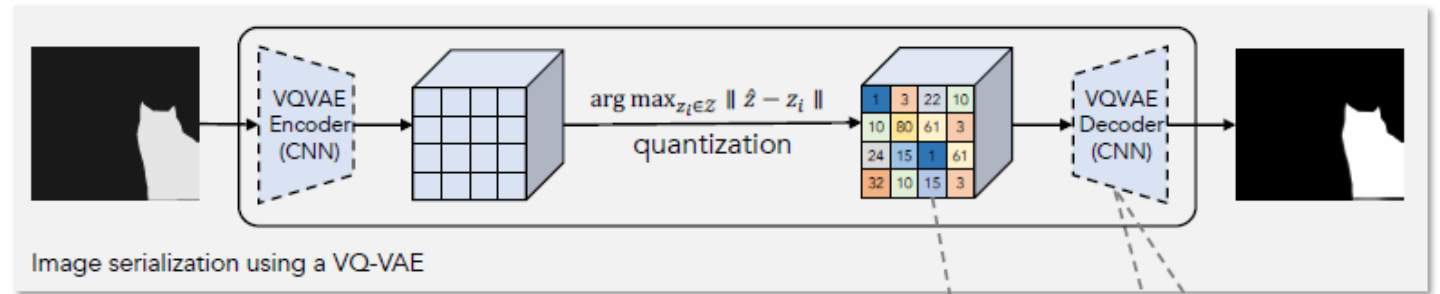 VQVAE
Encoder
(CNN)
arg max_{z_i∈𝒵} ‖ ẑ − z_i ‖
quantization
1 3 22 10
10 80 61 3
24 15 1 61
32 10 15 3
VQVAE
Decoder
(CNN)
Image serialization using a VQ-VAE